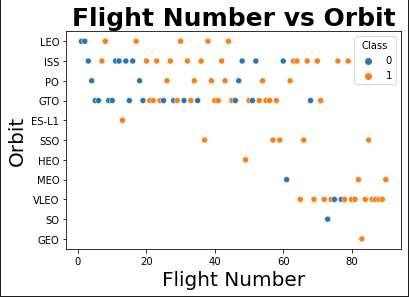 Flight Number vs Orbit
Class
0
1
LEO
ISS
PO
GTO
ES-L1
SSO
HEO
MEO
VLEO
SO
GEO
Orbit
0 20 40 60 80
Flight Number